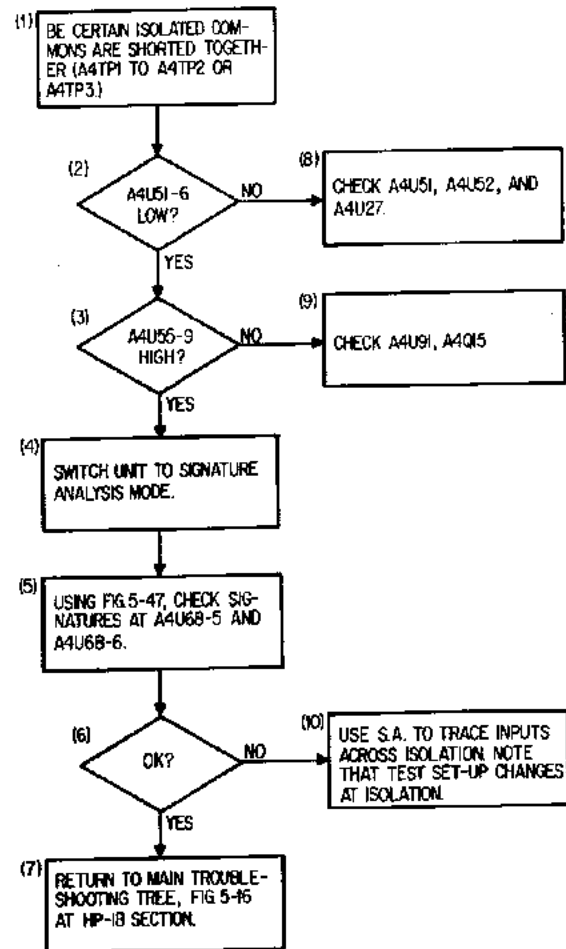 (1)
BE CERTAIN ISOLATED COM-
MONS ARE SHORTED TOGETH-
ER (A4TP1 TO A4TP2 OR
A4TP3.)
(2)
A4U51-6
LOW?
NO
(8)
CHECK A4U51, A4U52, AND
A4U27.
YES
(3)
A4U55-9
HIGH?
NO
(9)
CHECK A4U91, A4Q15
YES
(4)
SWITCH UNIT TO SIGNATURE
ANALYSIS MODE.
(5)
USING FIG.5-47, CHECK SIG-
NATURES AT A4U68-5 AND
A4U68-6.
(6)
OK?
NO
(10)
USE S.A. TO TRACE INPUTS
ACROSS ISOLATION. NOTE
THAT TEST SET-UP CHANGES
AT ISOLATION.
YES
(7)
RETURN TO MAIN TROUBLE-
SHOOTING TREE, FIG 5-16
AT HP-IB SECTION.